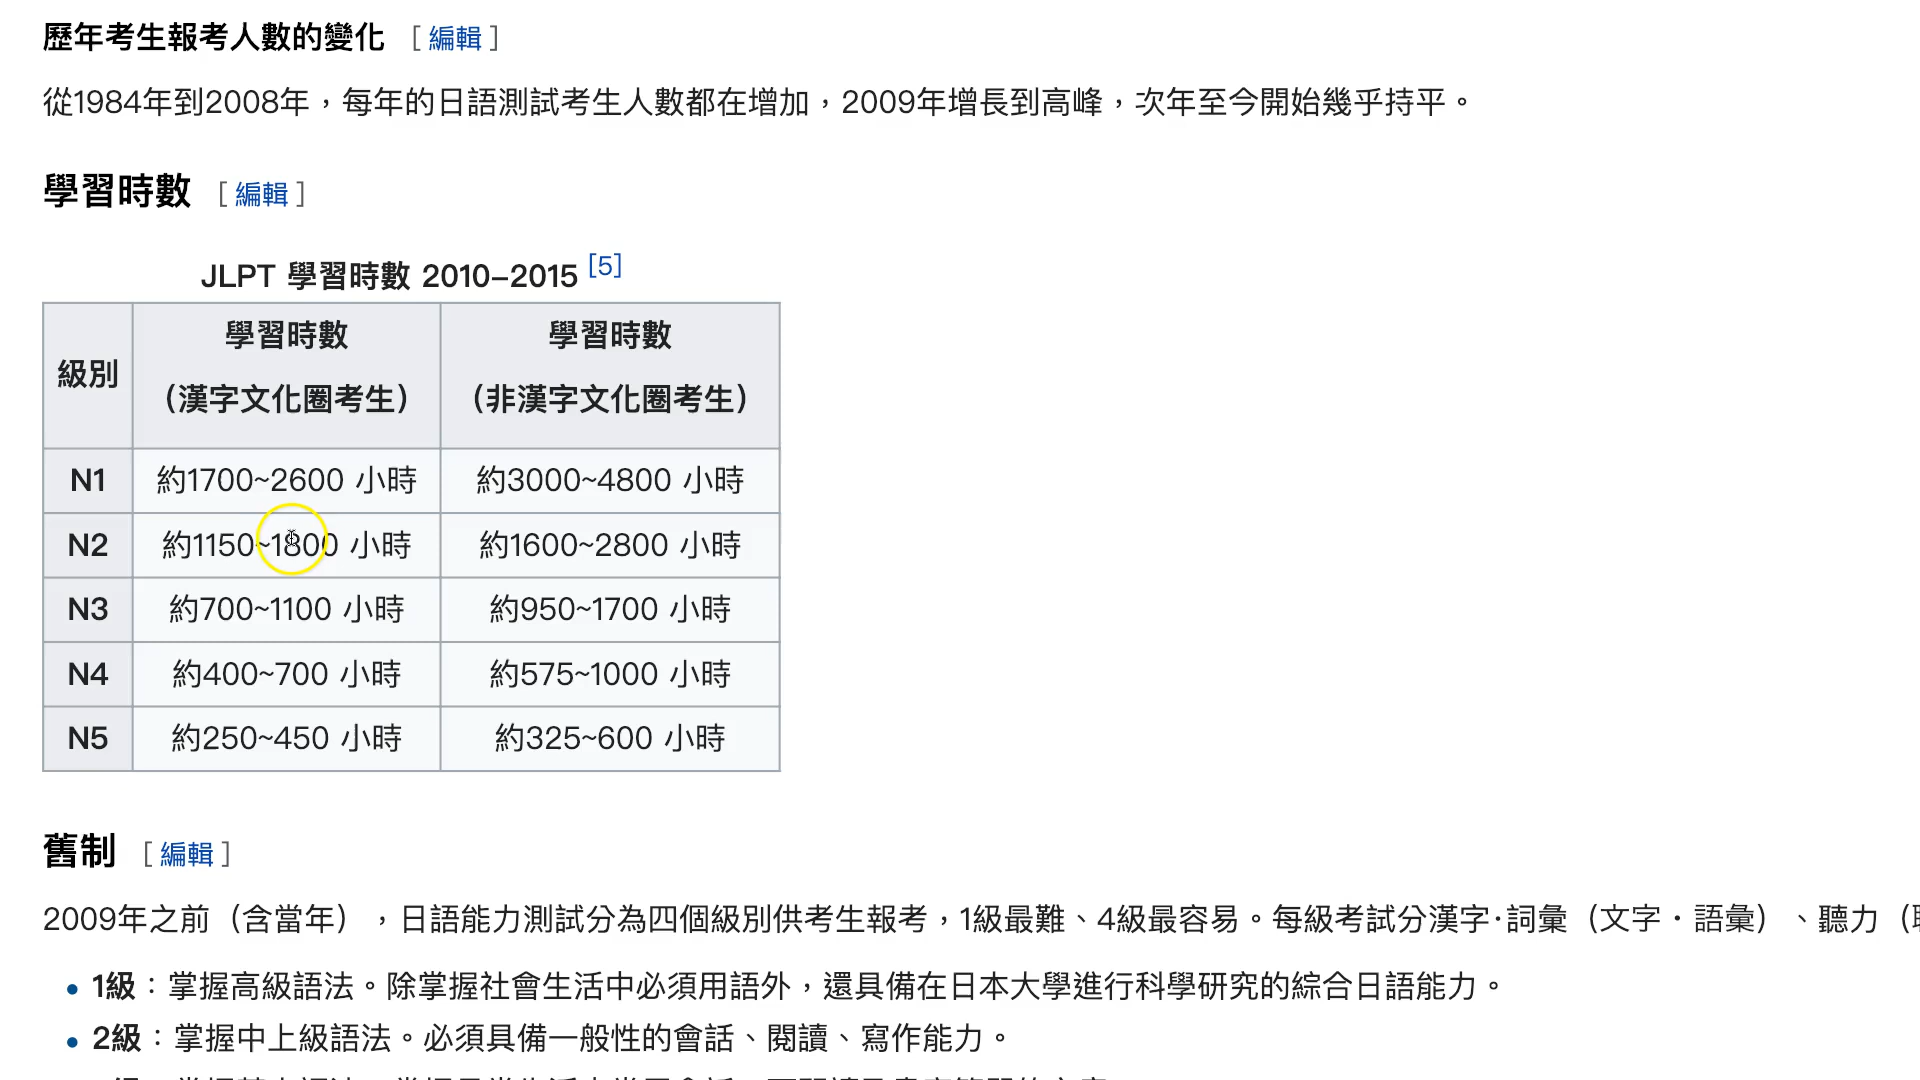 歷年考生報考人數的變化 [編輯]
從1984年到2008年，每年的日語測試考生人數都在增加，2009年增長到高峰，次年至今開始幾乎持平。
學習時數 [編輯]
JLPT 學習時數 2010–2015 [5]
級別 學習時數（漢字文化圈考生） 學習時數（非漢字文化圈考生）
N1 約1700~2600 小時 約3000~4800 小時
N2 約1150~1800 小時 約1600~2800 小時
N3 約700~1100 小時 約950~1700 小時
N4 約400~700 小時 約575~1000 小時
N5 約250~450 小時 約325~600 小時
舊制 [編輯]
2009年之前（含當年），日語能力測試分為四個級別供考生報考，1級最難、4級最容易。每級考試分漢字·詞彙（文字・語彙）、聽力（
• 1級：掌握高級語法。除掌握社會生活中必須用語外，還具備在日本大學進行科學研究的綜合日語能力。
• 2級：掌握中上級語法。必須具備一般性的會話、閱讀、寫作能力。